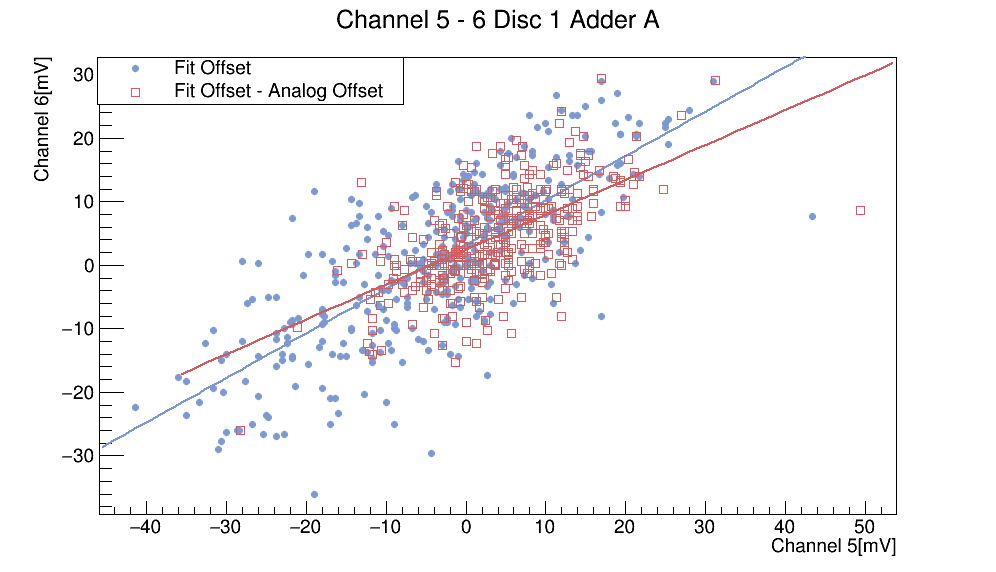 Channel 5 - 6 Disc 1 Adder A
Channel 6[mV]
Fit Offset
Fit Offset - Analog Offset
30
20
10
0
−10
−20
−30
−40 −30 −20 −10 0 10 20 30 40 50
Channel 5[mV]